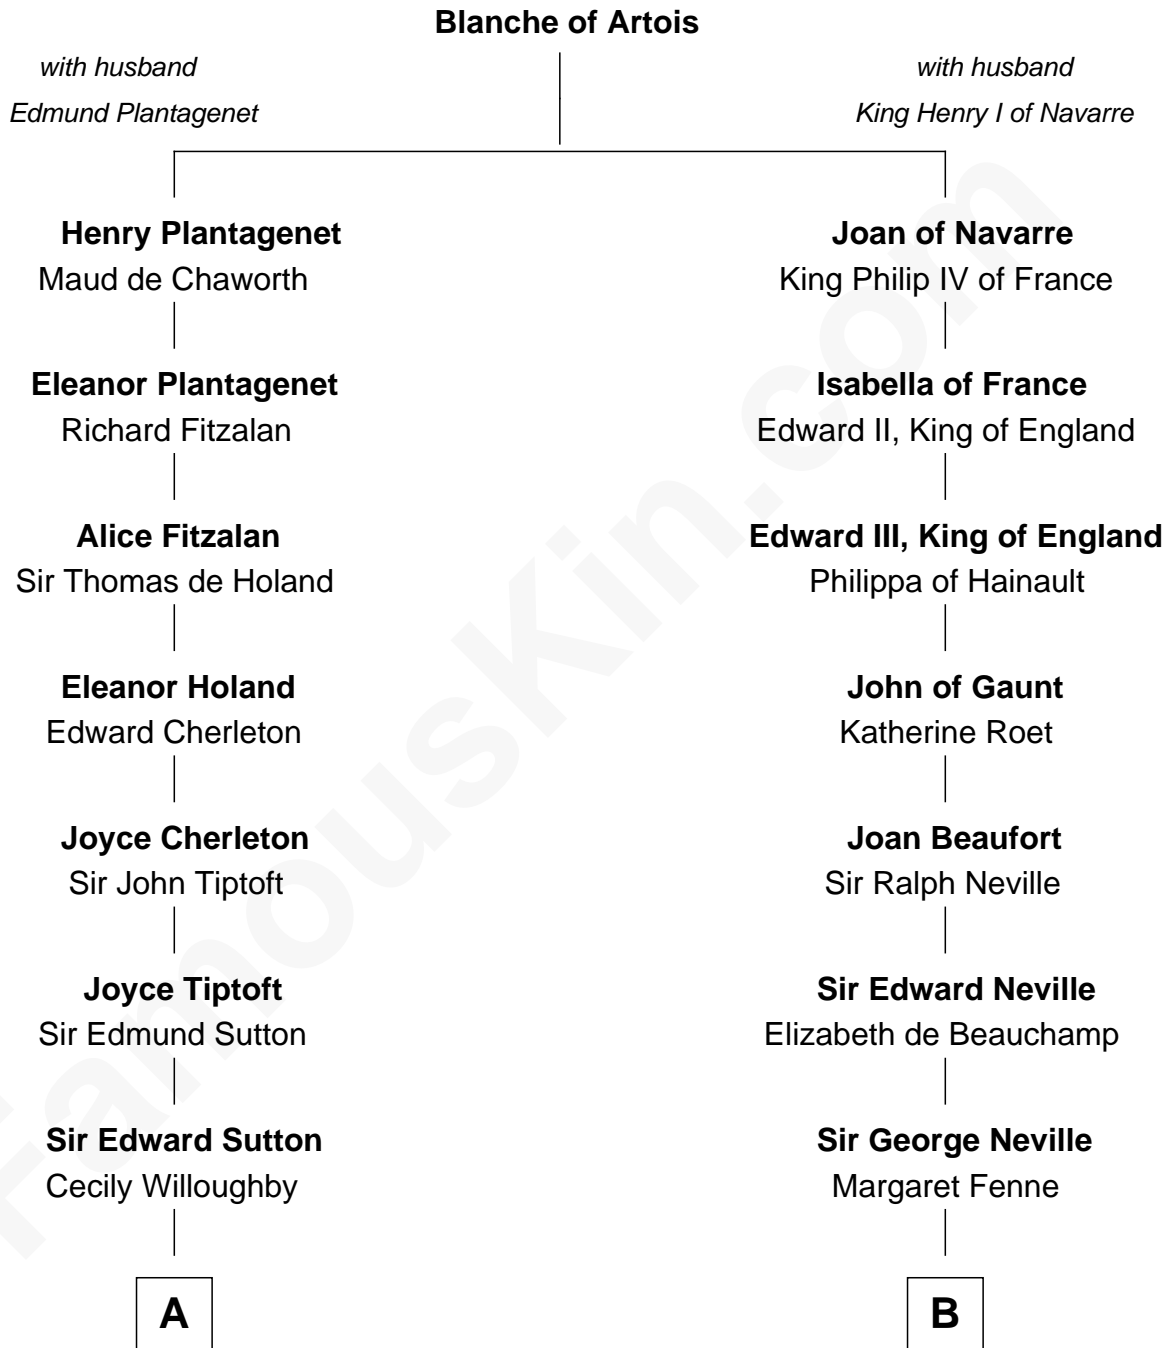 Blanche of Artois
with husband
Edmund Plantagenet
with husband
King Henry I of Navarre
Henry Plantagenet
Maud de Chaworth
Eleanor Plantagenet
Richard Fitzalan
Alice Fitzalan
Sir Thomas de Holand
Eleanor Holand
Edward Cherleton
Joyce Cherleton
Sir John Tiptoft
Joyce Tiptoft
Sir Edmund Sutton
Sir Edward Sutton
Cecily Willoughby
A
Joan of Navarre
King Philip IV of France
Isabella of France
Edward II, King of England
Edward III, King of England
Philippa of Hainault
John of Gaunt
Katherine Roet
Joan Beaufort
Sir Ralph Neville
Sir Edward Neville
Elizabeth de Beauchamp
Sir George Neville
Margaret Fenne
B
FamousKin.com